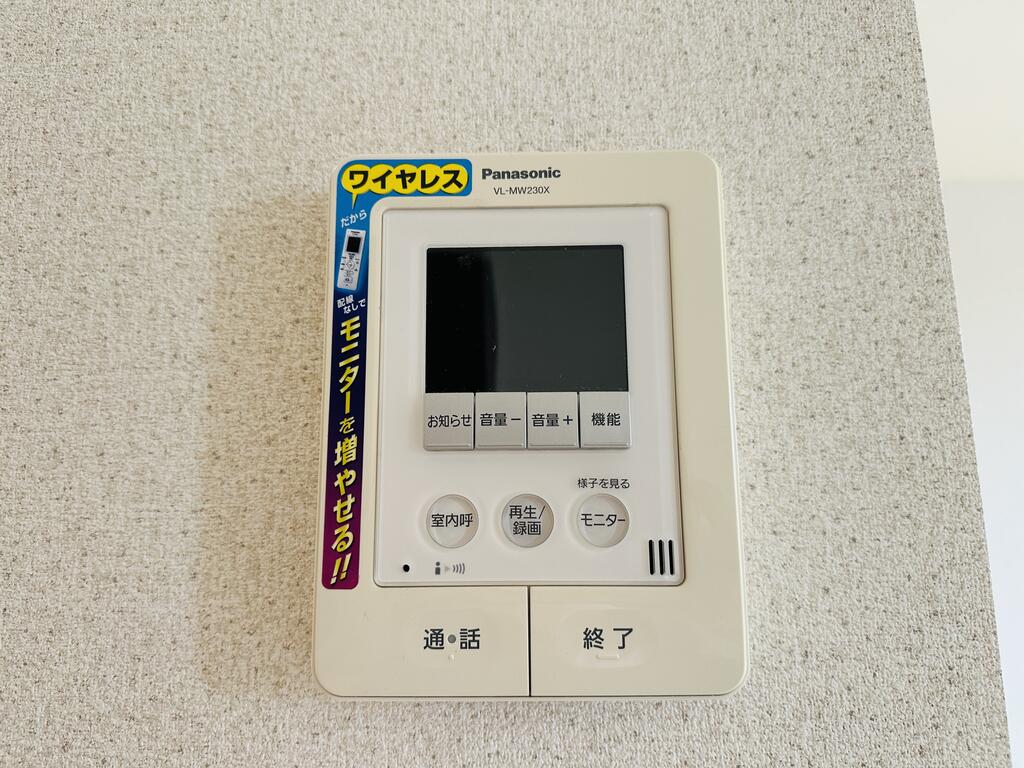 ワイヤレス
だから
配線
なしで
モニターを増やせる!!
Panasonic
VL-MW230X
お知らせ
音量 −
音量 +
機能
様子を見る
室内呼
再生/
録画
モニター
通話
終了